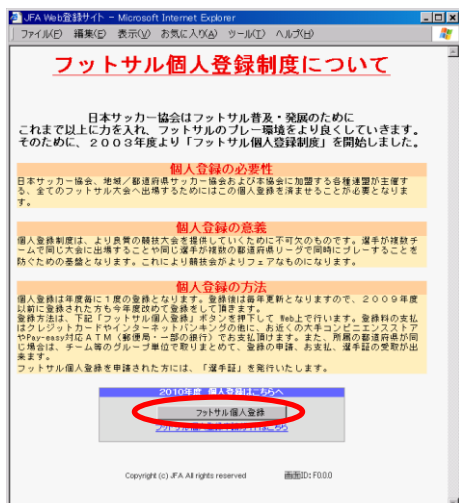 JFA Web登録サイト - Microsoft Internet Explorer
ファイル(F) 編集(E) 表示(V) お気に入り(A) ツール(T) ヘルプ(H)
フットサル個人登録制度について
日本サッカー協会はフットサル普及・発展のために
これまで以上に力を入れ、フットサルのプレー環境をより良くしていきます。
そのために、2003年度より「フットサル個人登録制度」を開始しました。
個人登録の必要性
日本サッカー協会、地域／都道府県サッカー協会および本協会に加盟する各種連盟が主催す
る、全てのフットサル大会へ出場するためにはこの個人登録を済ませることが必要となりま
す。
個人登録の意義
個人登録制度は、より良質の競技大会を提供していくために不可欠のものです。選手が複数チ
ームで同じ大会に出場することや同じ選手が複数の都道府県リーグで同時にプレーすることを
防ぐための基盤となります。これにより競技会がよりフェアなものになります。
個人登録の方法
個人登録は年度毎に1度の登録となります。登録後は毎年更新となりますので、2009年度
以前に登録された方も今年度改めて登録をして頂きます。
登録方法は、下記「フットサル個人登録」ボタンを押下して Web上で行います。登録料の支払
はクレジットカードやインターネットバンキングの他に、お近くの大手コンビニエンスストア
やPay-easy対応ATM（郵便局・一部の銀行）でお支払頂けます。また、所属の都道府県が同
じ場合は、チーム等のグループ単位で取りまとめて、登録の申請、お支払、選手証の受取が出
来ます。
フットサル個人登録を申請された方には、「選手証」を発行いたします。
2010年度 個人登録はこちらへ
フットサル個人登録
Copyright (c) JFA All rights reserved 画面ID: F0.0.0